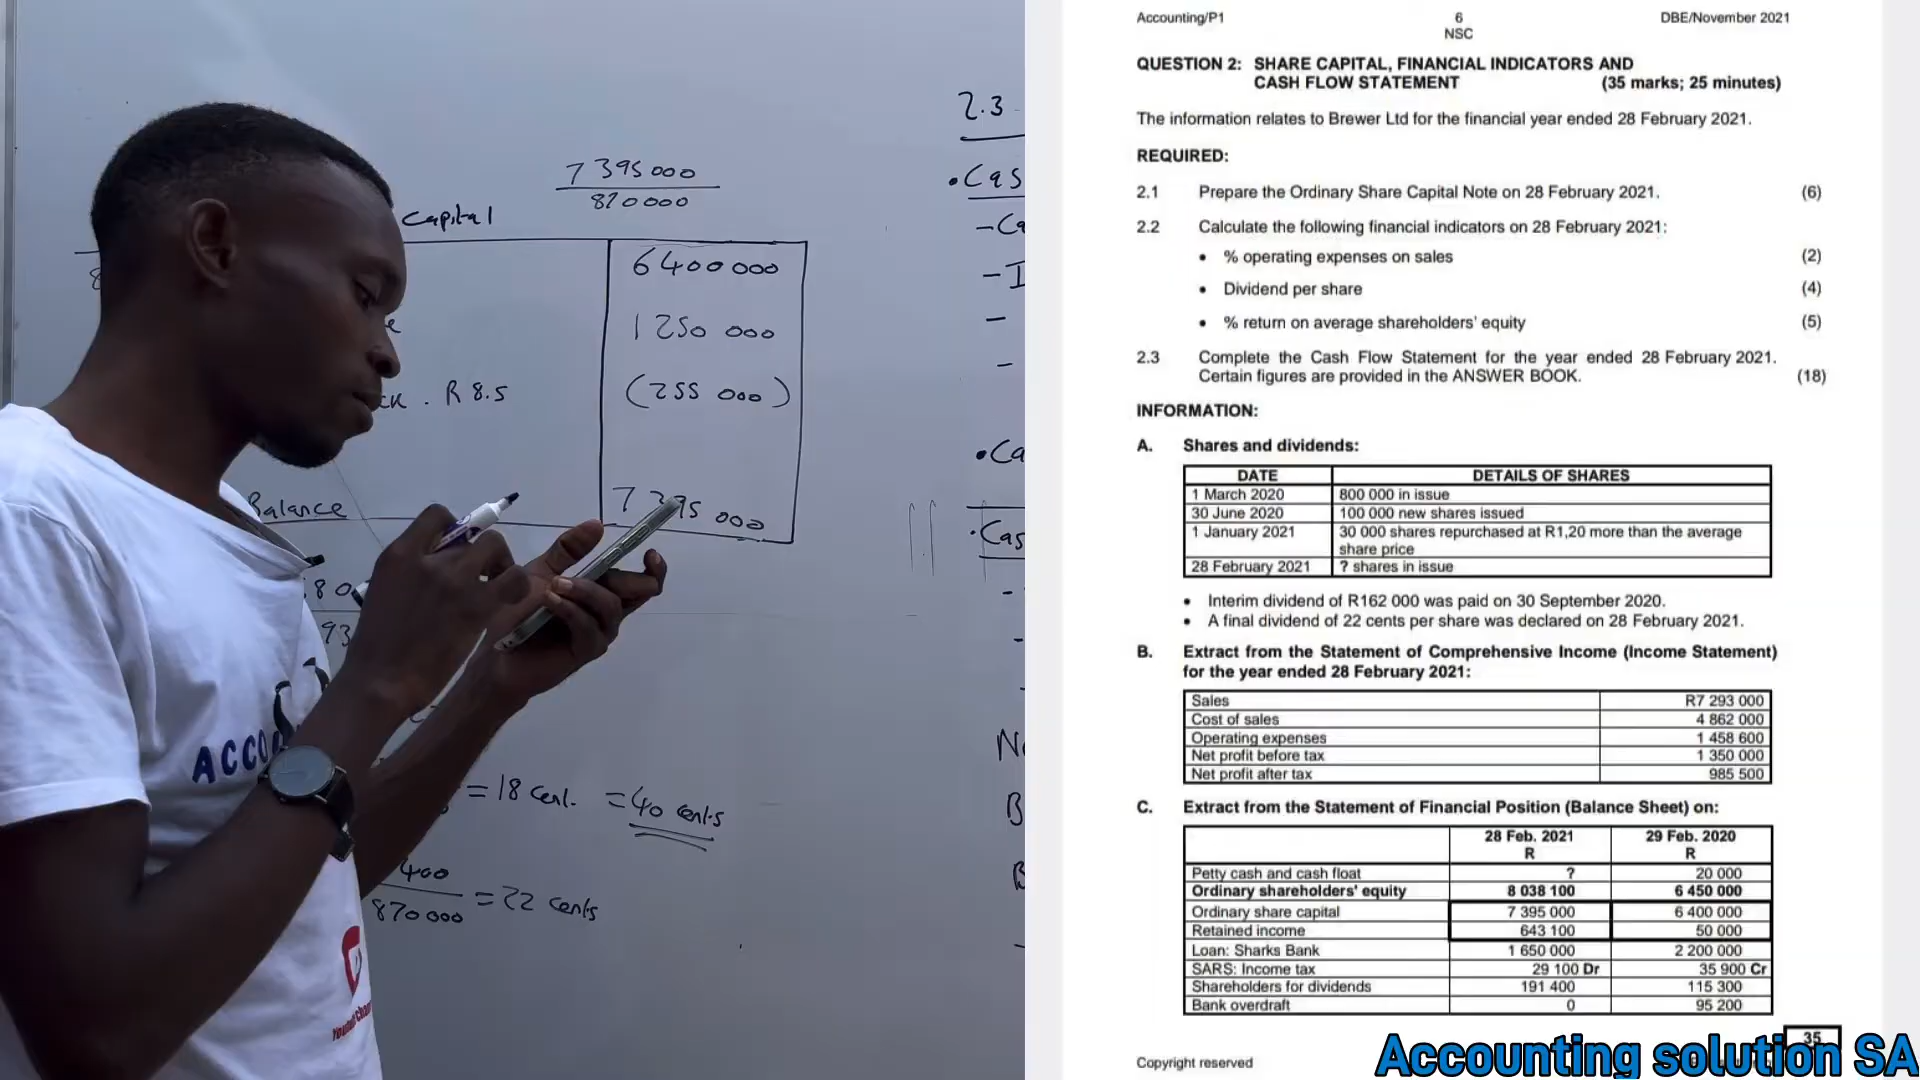 7 395 000
870 000
Capital
6 400 000
1 250 000
R 8.5
(255 000)
Balance
7 395 000
80
93
= 18 cent. = 40 cents
400
870 000 = 22 cents
ACCO
2.3
•Cas
- Ca
- I
-
-
•Ca
•Cas
-
-
N
B
B
Accounting/P1 6 DBE/November 2021
NSC
QUESTION 2: SHARE CAPITAL, FINANCIAL INDICATORS AND
CASH FLOW STATEMENT (35 marks; 25 minutes)
The information relates to Brewer Ltd for the financial year ended 28 February 2021.
REQUIRED:
2.1 Prepare the Ordinary Share Capital Note on 28 February 2021. (6)
2.2 Calculate the following financial indicators on 28 February 2021:
• % operating expenses on sales (2)
• Dividend per share (4)
• % return on average shareholders' equity (5)
2.3 Complete the Cash Flow Statement for the year ended 28 February 2021.
Certain figures are provided in the ANSWER BOOK. (18)
INFORMATION:
A. Shares and dividends:
DATE DETAILS OF SHARES
1 March 2020 800 000 in issue
30 June 2020 100 000 new shares issued
1 January 2021 30 000 shares repurchased at R1,20 more than the average
share price
28 February 2021 ? shares in issue
• Interim dividend of R162 000 was paid on 30 September 2020.
• A final dividend of 22 cents per share was declared on 28 February 2021.
B. Extract from the Statement of Comprehensive Income (Income Statement)
for the year ended 28 February 2021:
Sales R7 293 000
Cost of sales 4 862 000
Operating expenses 1 458 600
Net profit before tax 1 350 000
Net profit after tax 985 500
C. Extract from the Statement of Financial Position (Balance Sheet) on:
28 Feb. 2021 29 Feb. 2020
R R
Petty cash and cash float ? 20 000
Ordinary shareholders' equity 8 038 100 6 450 000
Ordinary share capital 7 395 000 6 400 000
Retained income 643 100 50 000
Loan: Sharks Bank 1 650 000 2 200 000
SARS: Income tax 29 100 Dr 35 900 Cr
Shareholders for dividends 191 400 115 300
Bank overdraft 0 95 200
35
Copyright reserved
Accounting solution SA